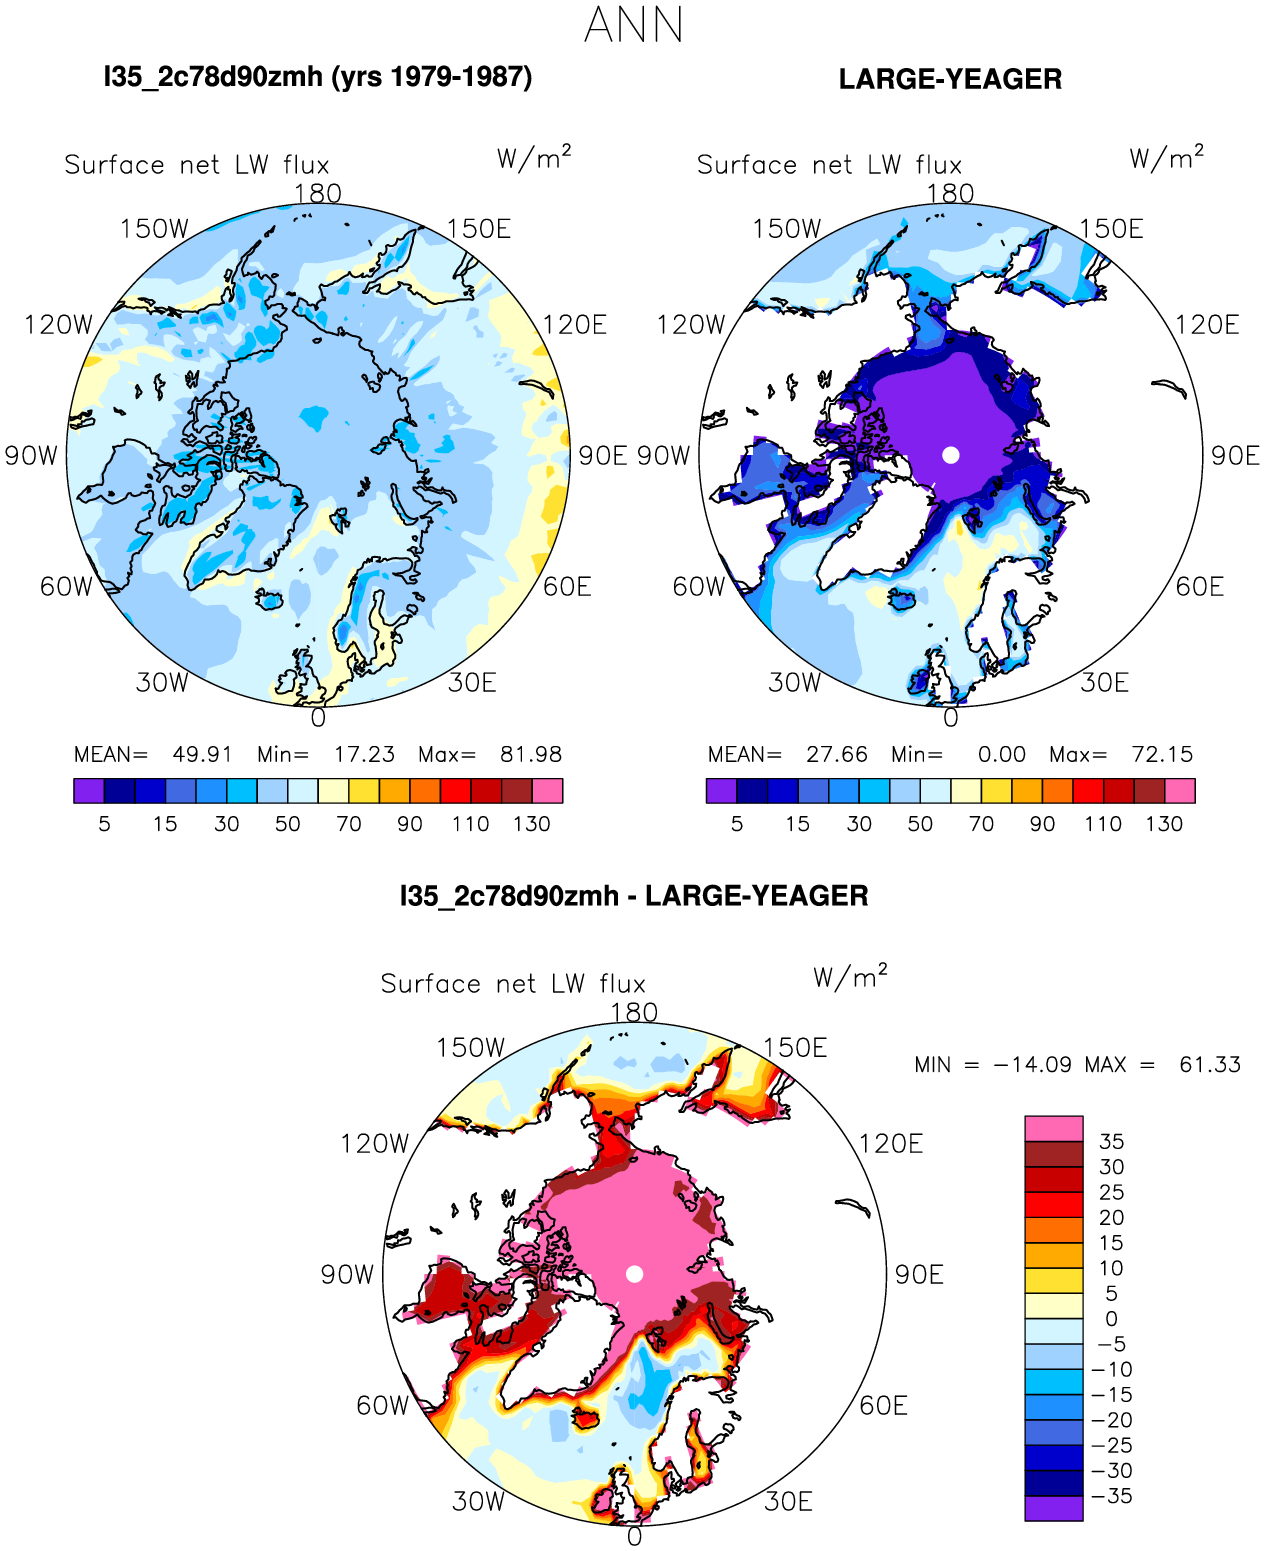 ANN
I35_2c78d90zmh (yrs 1979-1987)
LARGE-YEAGER
Surface net LW flux
W/m²
180
150W
150E
120W
120E
90W
90E
60W
60E
30W
30E
0
MEAN= 49.91 Min= 17.23 Max= 81.98
5 15 30 50 70 90 110 130
Surface net LW flux
W/m²
180
150W
150E
120W
120E
90W
90E
60W
60E
30W
30E
0
MEAN= 27.66 Min= 0.00 Max= 72.15
5 15 30 50 70 90 110 130
I35_2c78d90zmh - LARGE-YEAGER
Surface net LW flux
W/m²
180
150W
150E
120W
120E
90W
90E
60W
60E
30W
30E
0
MIN = −14.09 MAX = 61.33
35
30
25
20
15
10
5
0
−5
−10
−15
−20
−25
−30
−35